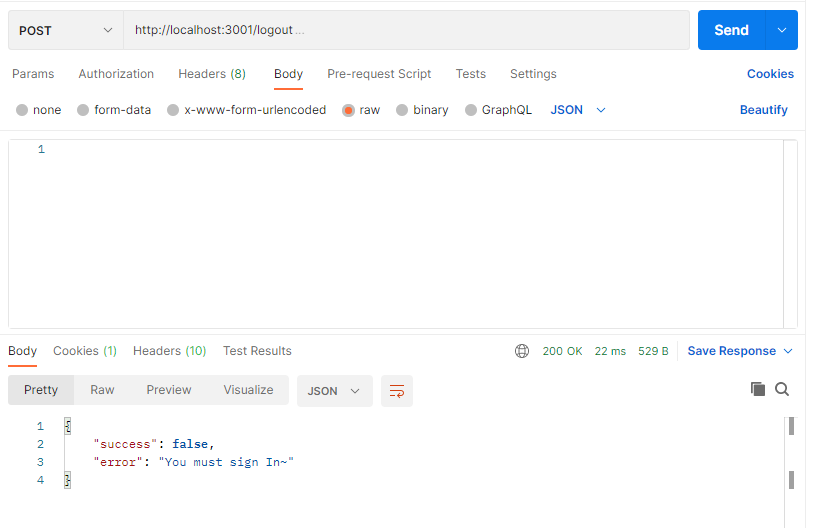 POST http://localhost:3001/logout... Send
Params Authorization Headers (8) Body Pre-request Script Tests Settings Cookies
none form-data x-www-form-urlencoded raw binary GraphQL JSON Beautify
1
Body Cookies (1) Headers (10) Test Results 200 OK 22 ms 529 B Save Response
Pretty Raw Preview Visualize JSON
1 {
2 "success": false,
3 "error": "You must sign In~"
4 }